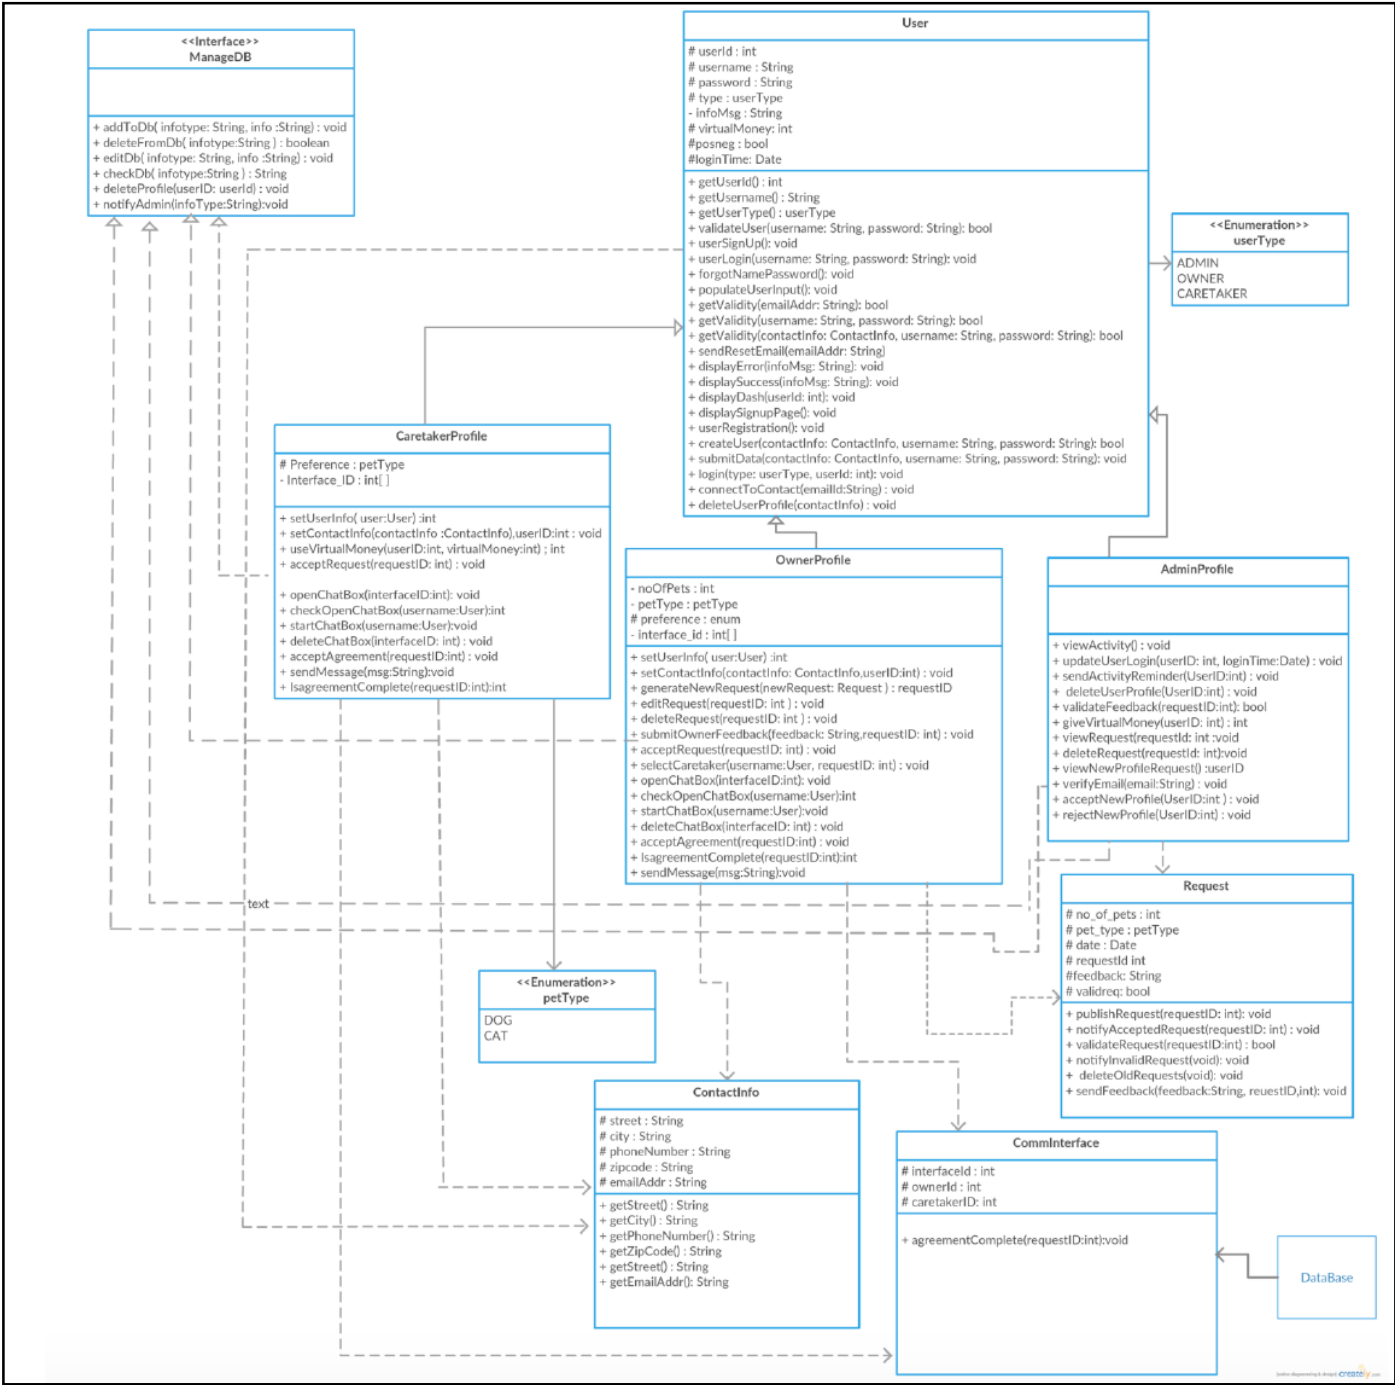 <<Interface>>
ManageDB
+ addToDb( infotype: String, info :String) : void
+ deleteFromDb( infotype:String ) : boolean
+ editDb( infotype: String, info :String) : void
+ checkDb( infotype:String ) : String
+ deleteProfile(userID: userId) : void
+ notifyAdmin(infoType:String):void
User
# userId : int
# username : String
# password : String
# type : userType
- infoMsg : String
# virtualMoney: int
#posneg : bool
#loginTime: Date
+ getUserId() : int
+ getUsername() : String
+ getUserType() : userType
+ validateUser(username: String, password: String): bool
+ userSignUp(): void
+ userLogin(username: String, password: String): void
+ forgotNamePassword(): void
+ populateUserInput(): void
+ getValidity(emailAddr: String): bool
+ getValidity(username: String, password: String): bool
+ getValidity(contactInfo: ContactInfo, username: String, password: String): bool
+ sendResetEmail(emailAddr: String)
+ displayError(infoMsg: String): void
+ displaySuccess(infoMsg: String): void
+ displayDash(userId: int): void
+ displaySignupPage(): void
+ userRegistration(): void
+ createUser(contactInfo: ContactInfo, username: String, password: String): bool
+ submitData(contactInfo: ContactInfo, username: String, password: String): void
+ login(type: userType, userId: int): void
+ connectToContact(emailId:String) : void
+ deleteUserProfile(contactInfo) : void
<<Enumeration>>
userType
ADMIN
OWNER
CARETAKER
CaretakerProfile
# Preference : petType
- Interface_ID : int[ ]
+ setUserInfo( user:User) :int
+ setContactInfo(contactInfo :ContactInfo),userID:int : void
+ useVirtualMoney(userID:int, virtualMoney:int) ; int
+ acceptRequest(requestID: int) : void
+ openChatBox(interfaceID:int): void
+ checkOpenChatBox(username:User):int
+ startChatBox(username:User):void
+ deleteChatBox(interfaceID: int) : void
+ acceptAgreement(requestID:int) : void
+ sendMessage(msg:String):void
+ IsagreementComplete(requestID:int):int
OwnerProfile
- noOfPets : int
- petType : petType
# preference : enum
- interface_id : int[ ]
+ setUserInfo( user:User) :int
+ setContactInfo(contactInfo: ContactInfo,userID:int) : void
+ generateNewRequest(newRequest: Request ) : requestID
+ editRequest(requestID: int ) : void
+ deleteRequest(requestID: int ) : void
+ submitOwnerFeedback(feedback: String,requestID: int) : void
+ acceptRequest(requestID: int) : void
+ selectCaretaker(username:User, requestID: int) : void
+ openChatBox(interfaceID:int): void
+ checkOpenChatBox(username:User):int
+ startChatBox(username:User):void
+ deleteChatBox(interfaceID: int) : void
+ acceptAgreement(requestID:int) : void
+ IsagreementComplete(requestID:int):int
+ sendMessage(msg:String):void
AdminProfile
+ viewActivity() : void
+ updateUserLogin(userID: int, loginTime:Date) : void
+ sendActivityReminder(UserID:int) : void
+ deleteUserProfile(UserID:int) : void
+ validateFeedback(requestID:int): bool
+ giveVirtualMoney(userID: int) : int
+ viewRequest(requestId: int :void
+ deleteRequest(requestId: int):void
+ viewNewProfileRequest() :userID
+ verifyEmail(email:String) : void
+ acceptNewProfile(UserID:int ) : void
+ rejectNewProfile(UserID:int) : void
text
Request
# no_of_pets : int
# pet_type : petType
# date : Date
# requestId int
#feedback: String
# validreq: bool
+ publishRequest(requestID: int): void
+ notifyAcceptedRequest(requestID: int) : void
+ validateRequest(requestID:int) : bool
+ notifyInvalidRequest(void): void
+ deleteOldRequests(void): void
+ sendFeedback(feedback:String, reuestID,int): void
<<Enumeration>>
petType
DOG
CAT
ContactInfo
# street : String
# city : String
# phoneNumber : String
# zipcode : String
# emailAddr : String
+ getStreet() : String
+ getCity() : String
+ getPhoneNumber() : String
+ getZipCode() : String
+ getStreet() : String
+ getEmailAddr(): String
CommInterface
# interfaceId : int
# ownerId : int
# caretakerID: int
+ agreementComplete(requestID:int):void
DataBase
creately